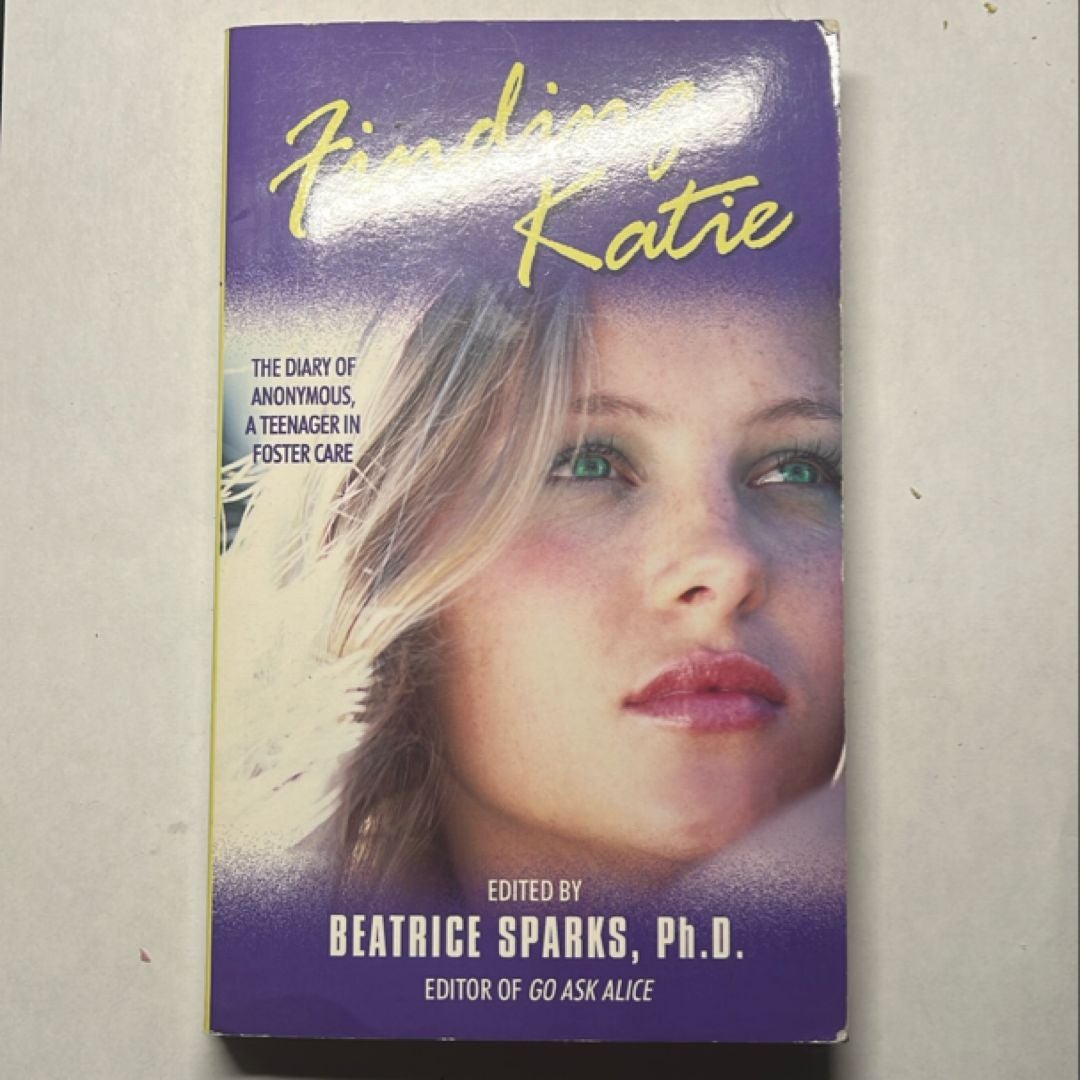 Finding
Katie
THE DIARY OF
ANONYMOUS,
A TEENAGER IN
FOSTER CARE
EDITED BY
BEATRICE SPARKS, Ph.D.
EDITOR OF GO ASK ALICE